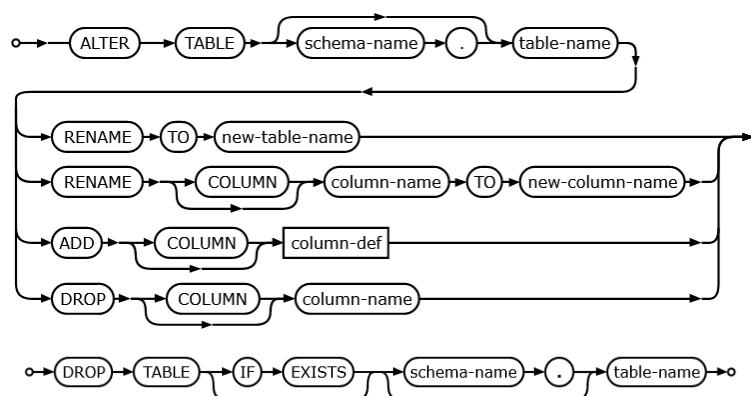 ALTER TABLE schema-name . table-name
RENAME TO new-table-name
RENAME COLUMN column-name TO new-column-name
ADD COLUMN column-def
DROP COLUMN column-name
DROP TABLE IF EXISTS schema-name . table-name